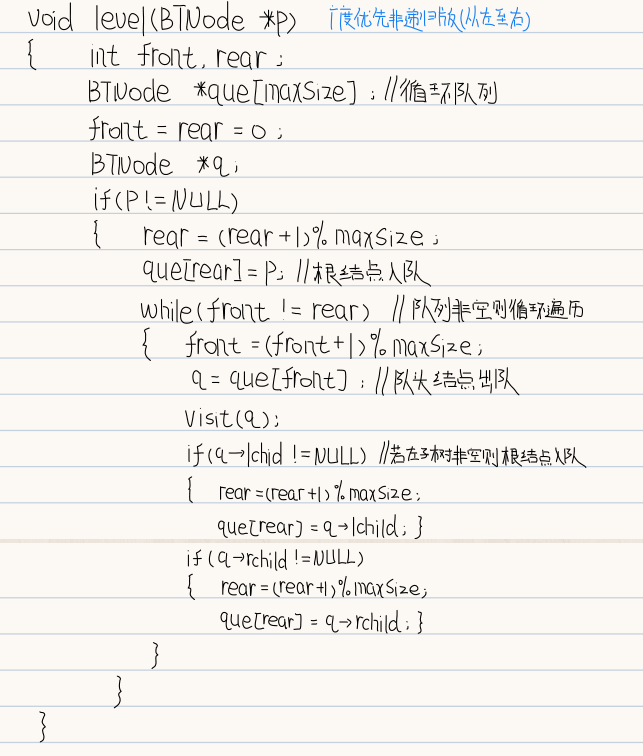 void level(BTNode *p) 广度优先非递归版(从左至右)
{ int front, rear ;
BTNode *que[maxSize] ; //循环队列
front = rear = 0 ;
BTNode *q ;
if(P != NULL)
{ rear = (rear+1)% maxSize ;
que[rear] = P; //根结点入队
while(front != rear) //队列非空则循环遍历
{ front =(front+1)% maxSize ;
q = que[front] ; //队头结点出队
Visit(q) ;
if(q→lchid != NULL) //若左子树非空则根结点入队
{ rear =(rear+1)% maxSize ;
que[rear] = q→lchild ; }
if(q→rchild != NULL)
{ rear =(rear+1)% maxSize ;
que[rear] = q→rchild ; }
}
}
}